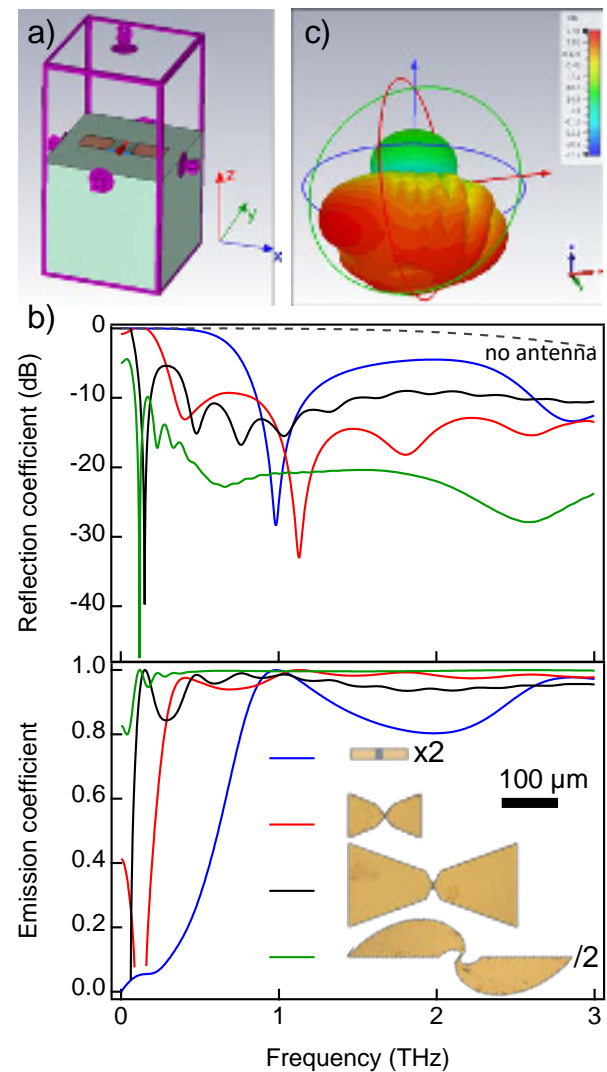 a)
c)
z
y
x
b)
0
-10
-20
-30
-40
Reflection coefficient (dB)
no antenna
1.0
0.8
0.6
0.4
0.2
0.0
Emission coefficient
x2
100 µm
/2
0
1
2
3
Frequency (THz)